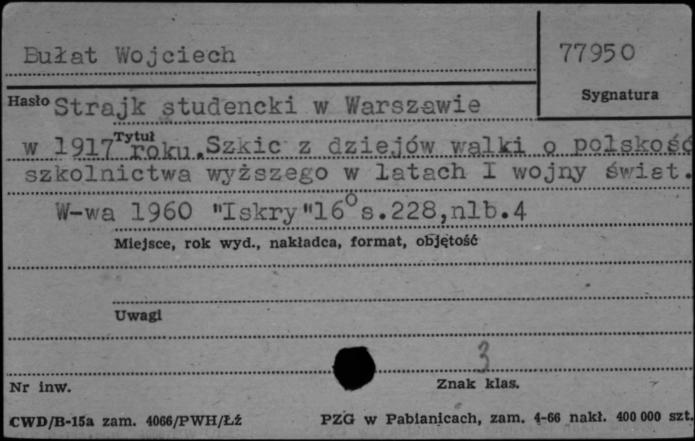 Bułat Wojciech
77950
Sygnatura
Hasło Strajk studencki w Warszawie
Tytuł
w 1917 roku. Szkic z dziejów walki o polskość
szkolnictwa wyższego w latach I wojny świat.
W-wa 1960 "Iskry" 16° s.228,nlb.4
Miejsce, rok wyd., nakładca, format, objętość
Uwagi
3
Nr inw.
Znak klas.
CWD/B-15a zam. 4066/PWH/Łź
PZG w Pabianicach, zam. 4-66 nakł. 400 000 szt.